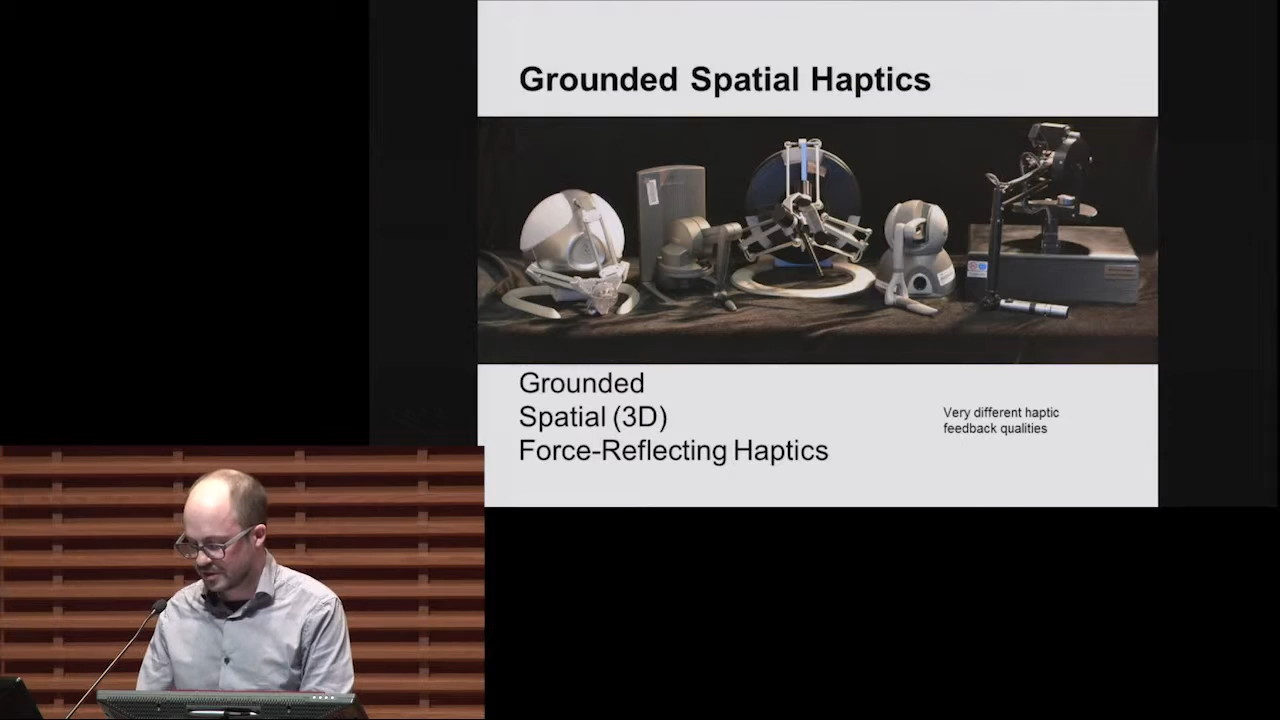 Grounded Spatial Haptics
Grounded
Spatial (3D)
Force-Reflecting Haptics
Very different haptic
feedback qualities